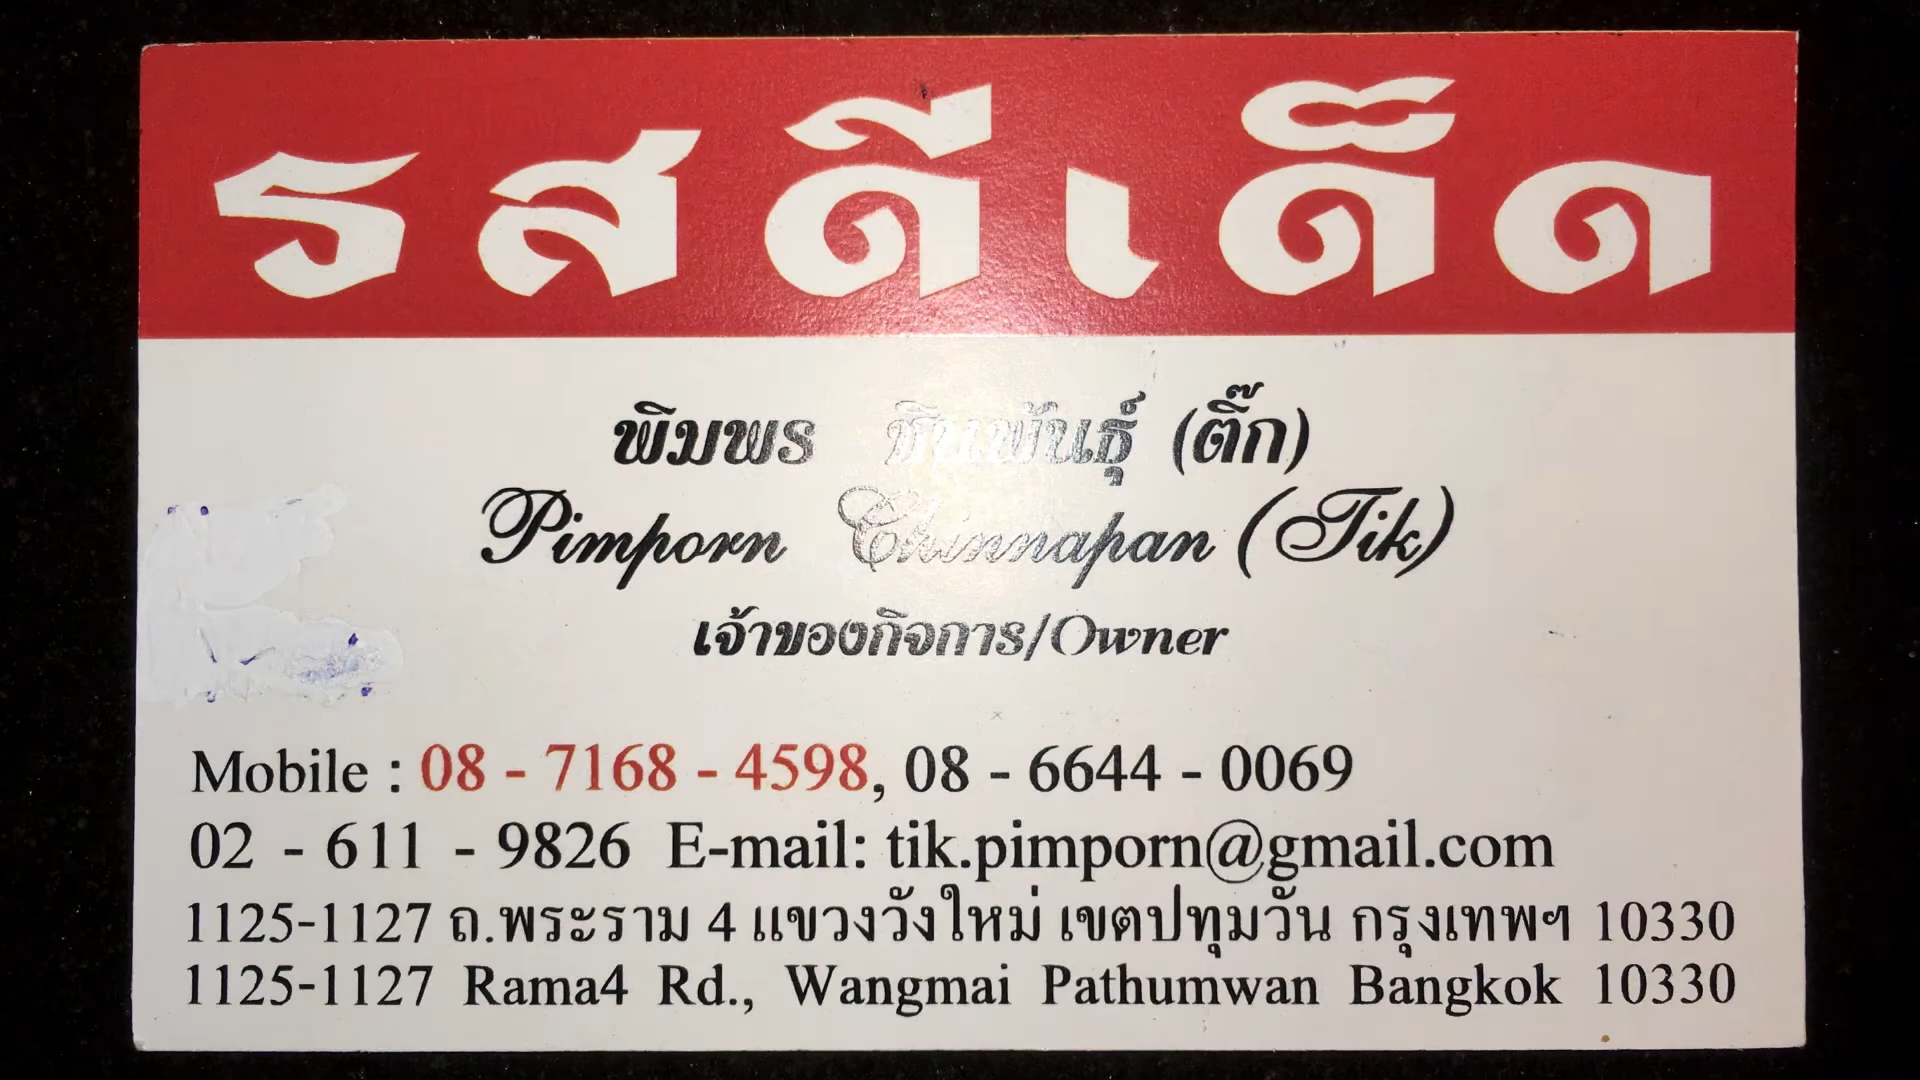 รสดีเด็ด
พิมพร ชินพันธุ์ (ติ๊ก)
Pimporn Chinnapan (Tik)
เจ้าของกิจการ/Owner
Mobile : 08 - 7168 - 4598, 08 - 6644 - 0069
02 - 611 - 9826 E-mail: tik.pimporn@gmail.com
1125-1127 ถ.พระราม 4 แขวงวังใหม่ เขตปทุมวัน กรุงเทพฯ 10330
1125-1127 Rama4 Rd., Wangmai Pathumwan Bangkok 10330